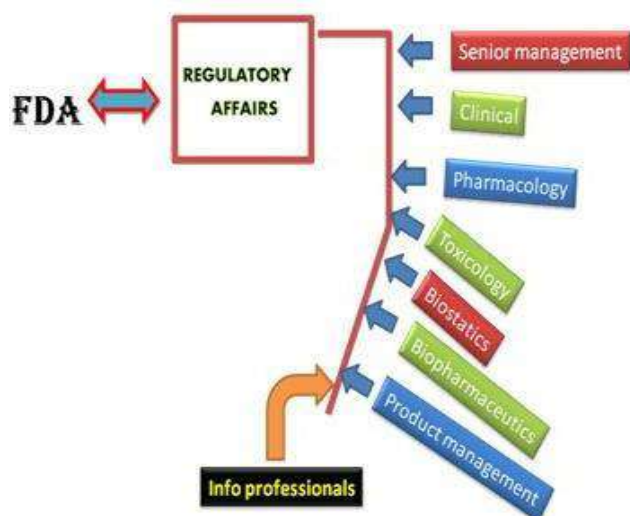 Senior management
REGULATORY
AFFAIRS
FDA
Clinical
Pharmacology
Toxicology
Biostatics
Biopharmaceutics
Product management
Info professionals